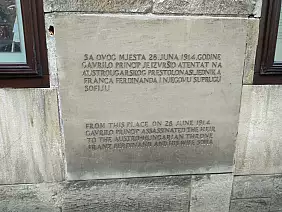 SA OVOG MJESTA 28. JUNA 1914. GODINE
GAVRILO PRINCIP JE IZVRŠIO ATENTAT NA
AUSTROUGARSKOG PRESTOLONASLJEDNIKA
FRANCA FERDINANDA I NJEGOVU SUPRUGU
SOFIJU
FROM THIS PLACE ON 28 JUNE 1914
GAVRILO PRINCIP ASSASSINATED THE HEIR
TO THE AUSTRO-HUNGARIAN THRONE
FRANZ FERDINAND AND HIS WIFE SOFIA